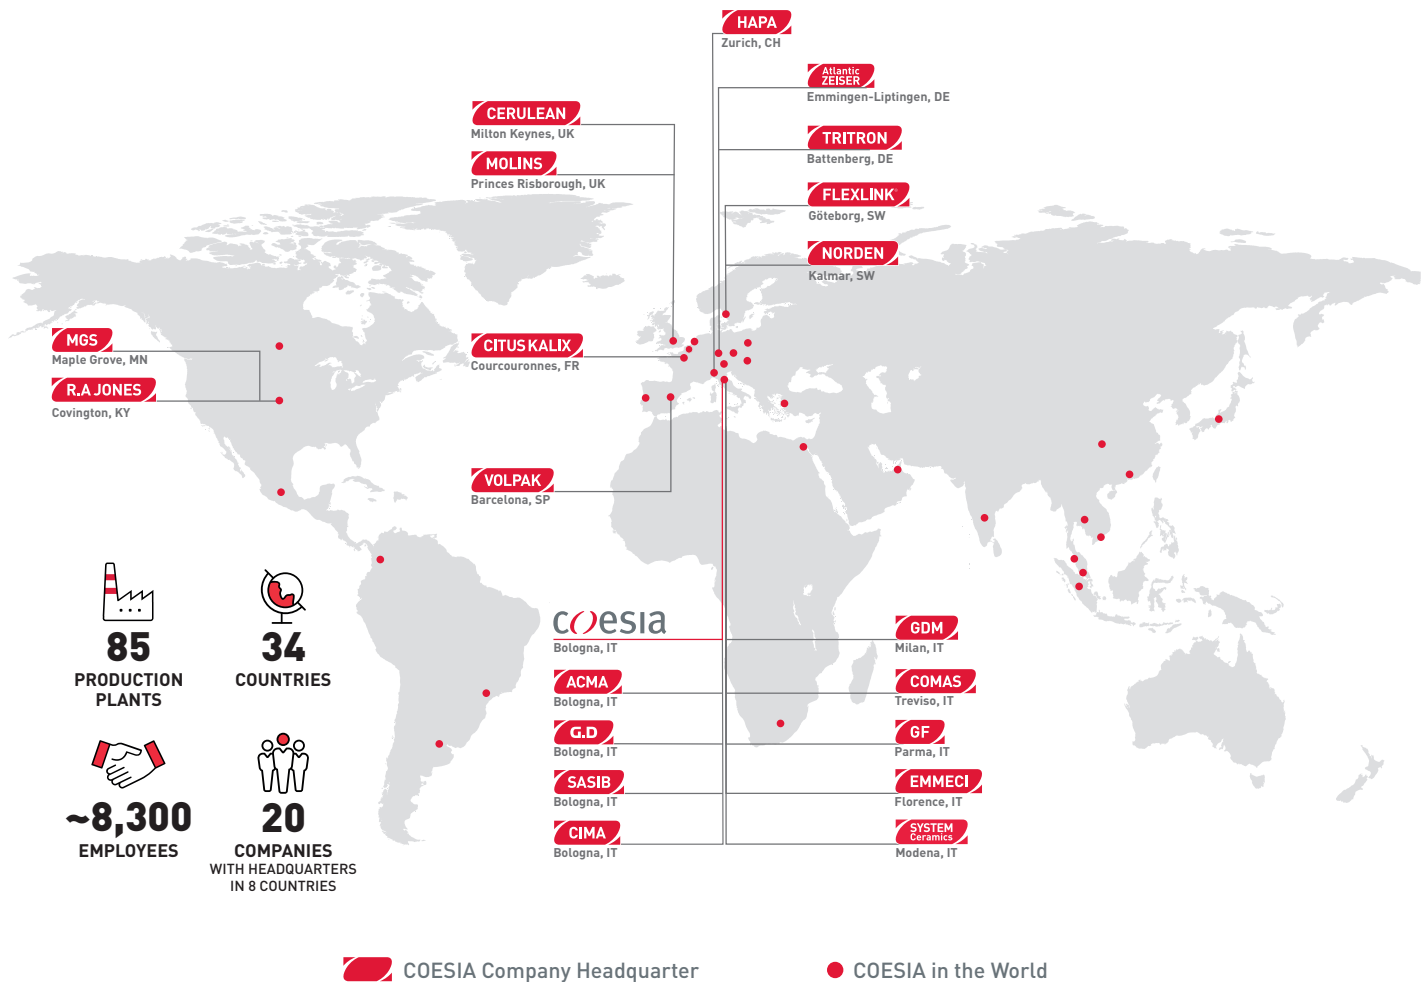 HAPA
Zurich, CH
Atlantic
ZEISER
Emmingen-Liptingen, DE
CERULEAN
Milton Keynes, UK
TRITRON
Battenberg, DE
MOLINS
Princes Risborough, UK
FLEXLINK®
Göteborg, SW
NORDEN
Kalmar, SW
MGS
Maple Grove, MN
CITUS KALIX
Courcouronnes, FR
R.A JONES
Covington, KY
VOLPAK
Barcelona, SP
85
PRODUCTION
PLANTS
34
COUNTRIES
~8,300
EMPLOYEES
20
COMPANIES
WITH HEADQUARTERS
IN 8 COUNTRIES
coesia
Bologna, IT
ACMA
Bologna, IT
G.D
Bologna, IT
SASIB
Bologna, IT
CIMA
Bologna, IT
GDM
Milan, IT
COMAS
Treviso, IT
GF
Parma, IT
EMMECI
Florence, IT
SYSTEM
Ceramics
Modena, IT
COESIA Company Headquarter
COESIA in the World